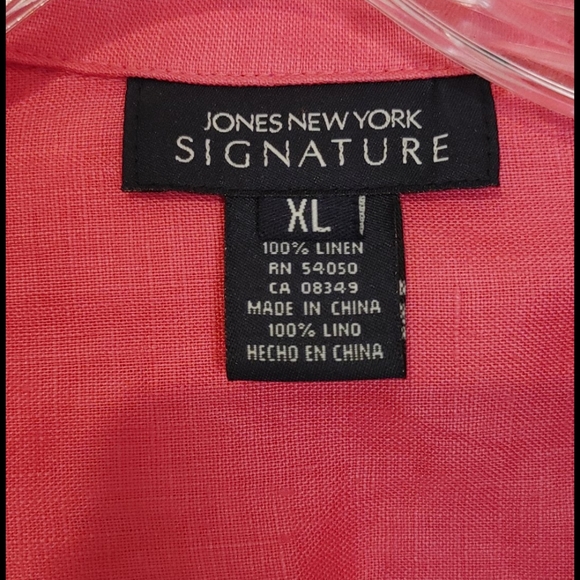 JONES NEW YORK
SIGNATURE
XL
100% LINEN
RN 54050
CA 08349
MADE IN CHINA
100% LINO
HECHO EN CHINA